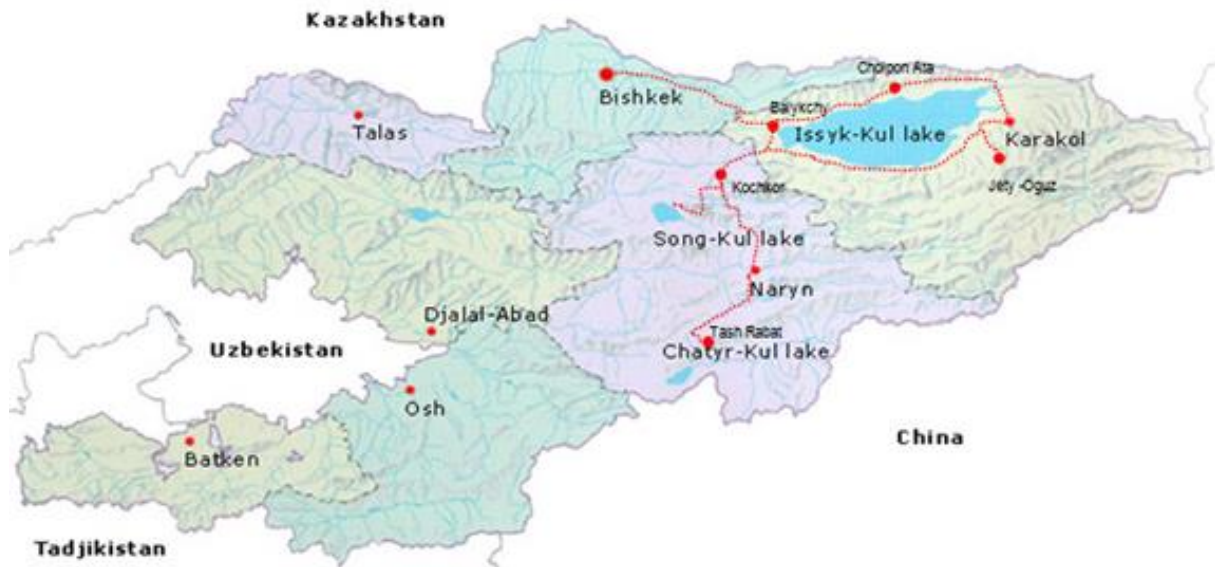 Kazakhstan
Cholpon Ata
Bishkek
Balykchy
Talas
Issyk-Kul lake
Karakol
Kochkor
Jety -Oguz
Song-Kul lake
Naryn
Djalal-Abad
Tash Rabat
Uzbekistan
Chatyr-Kul lake
Osh
China
Batken
Tadjikistan